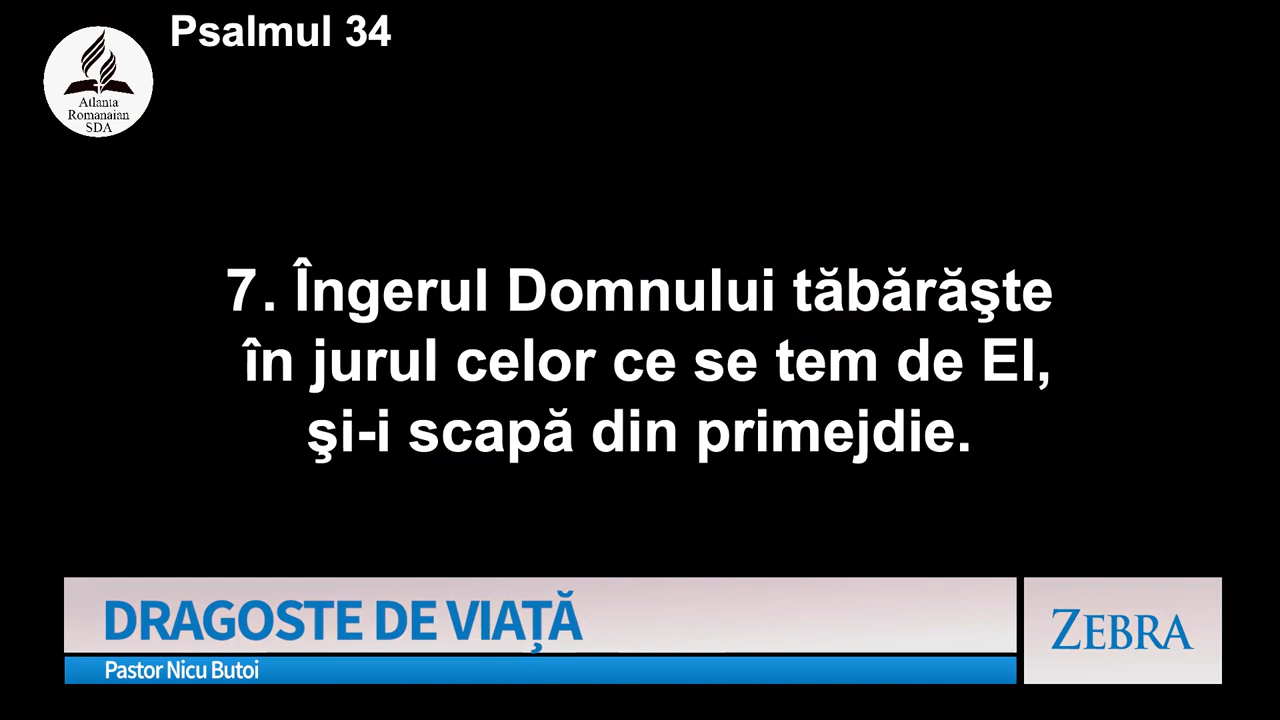 Psalmul 34
Atlanta
Romanaian
SDA
7. Îngerul Domnului tăbărăşte
în jurul celor ce se tem de El,
şi-i scapă din primejdie.
DRAGOSTE DE VIAȚĂ
Pastor Nicu Butoi
ZEBRA